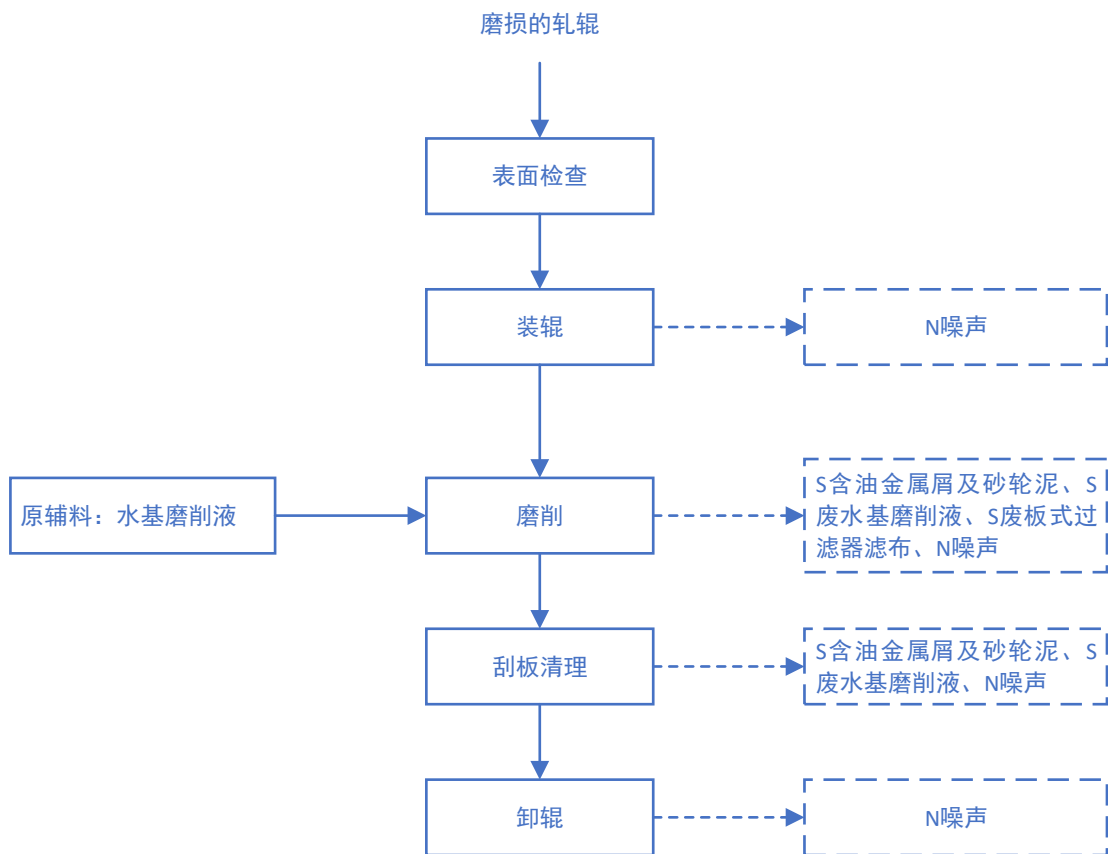 磨损的轧辊
表面检查
装辊
N噪声
原辅料：水基磨削液
磨削
S含油金属屑及砂轮泥、S
废水基磨削液、S废板式过
滤器滤布、N噪声
刮板清理
S含油金属屑及砂轮泥、S
废水基磨削液、N噪声
卸辊
N噪声